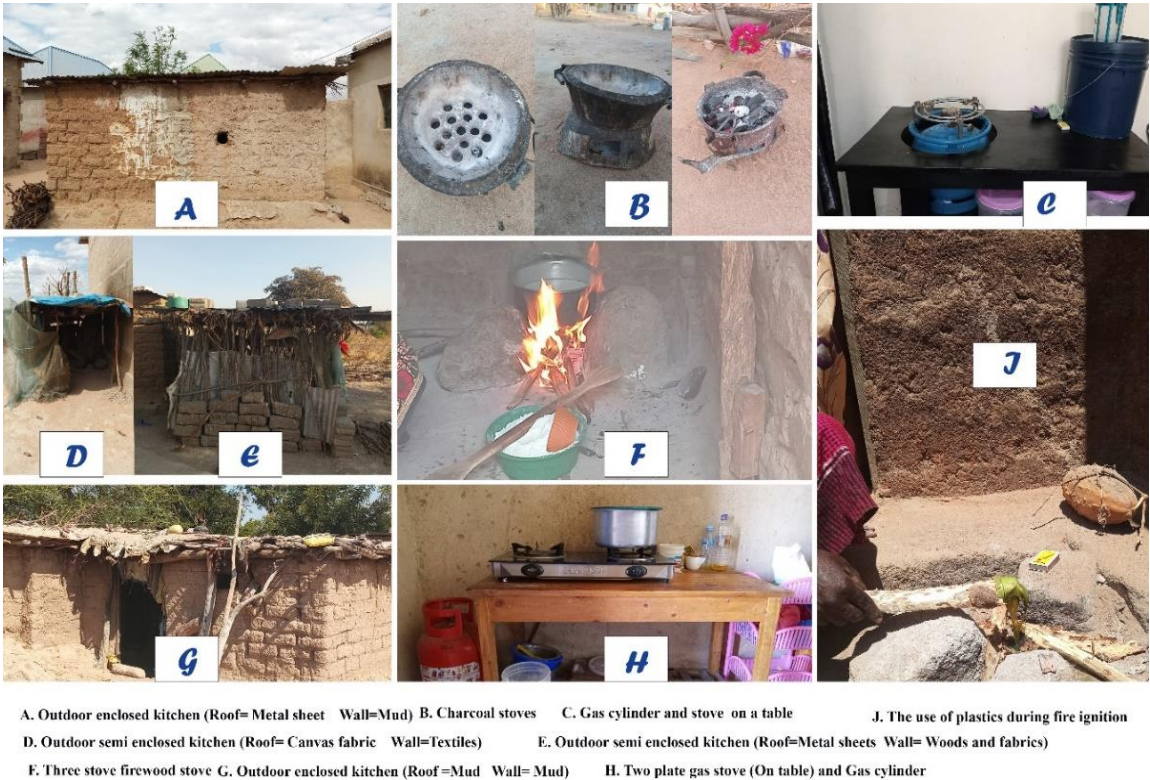 A
B
C
D
E
F
J
G
H
A. Outdoor enclosed kitchen (Roof= Metal sheet Wall=Mud) B. Charcoal stoves C. Gas cylinder and stove on a table J. The use of plastics during fire ignition
D. Outdoor semi enclosed kitchen (Roof= Canvas fabric Wall=Textiles) E. Outdoor semi enclosed kitchen (Roof=Metal sheets Wall= Woods and fabrics)
F. Three stove firewood stove G. Outdoor enclosed kitchen (Roof =Mud Wall= Mud) H. Two plate gas stove (On table) and Gas cylinder